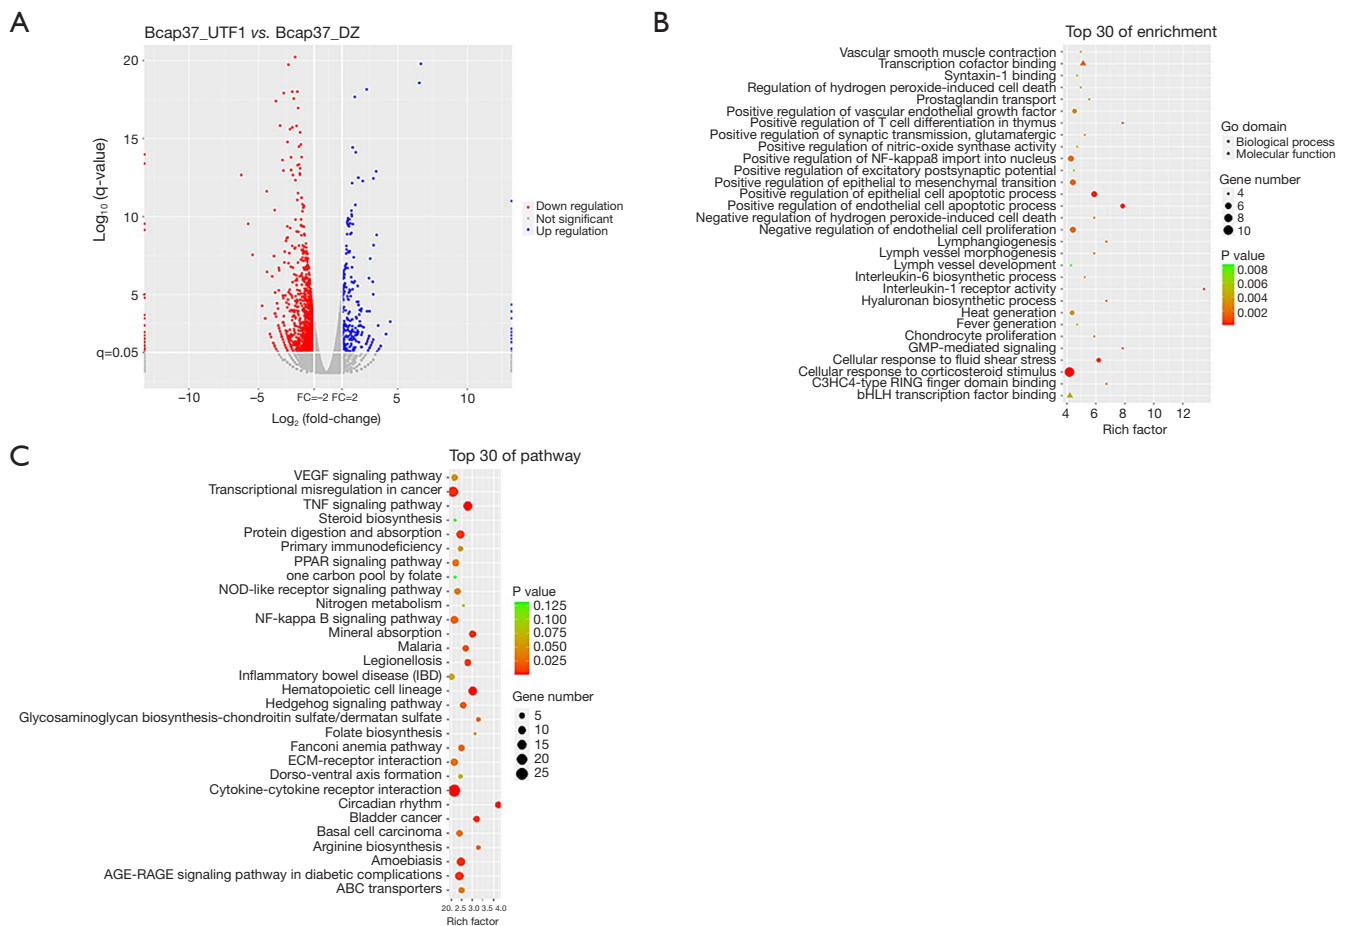 A
Bcap37_UTF1 vs. Bcap37_DZ
Log10 (q-value)
20
15
10
5
q=0.05
−10
−5
FC=−2
FC=2
5
10
Log2 (fold-change)
Down regulation
Not significant
Up regulation
B
Top 30 of enrichment
Vascular smooth muscle contraction
Transcription cofactor binding
Syntaxin-1 binding
Regulation of hydrogen peroxide-induced cell death
Prostaglandin transport
Positive regulation of vascular endothelial growth factor
Positive regulation of T cell differentiation in thymus
Positive regulation of synaptic transmission, glutamatergic
Positive regulation of nitric-oxide synthase activity
Positive regulation of NF-kappa8 import into nucleus
Positive regulation of excitatory postsynaptic potential
Positive regulation of epithelial to mesenchymal transition
Positive regulation of epithelial cell apoptotic process
Positive regulation of endothelial cell apoptotic process
Negative regulation of hydrogen peroxide-induced cell death
Negative regulation of endothelial cell proliferation
Lymphangiogenesis
Lymph vessel morphogenesis
Lymph vessel development
Interleukin-6 biosynthetic process
Interleukin-1 receptor activity
Hyaluronan biosynthetic process
Heat generation
Fever generation
Chondrocyte proliferation
GMP-mediated signaling
Cellular response to fluid shear stress
Cellular response to corticosteroid stimulus
C3HC4-type RING finger domain binding
bHLH transcription factor binding
4 6 8 10 12
Rich factor
Go domain
Biological process
Molecular function
Gene number
4
6
8
10
P value
0.008
0.006
0.004
0.002
C
Top 30 of pathway
VEGF signaling pathway
Transcriptional misregulation in cancer
TNF signaling pathway
Steroid biosynthesis
Protein digestion and absorption
Primary immunodeficiency
PPAR signaling pathway
one carbon pool by folate
NOD-like receptor signaling pathway
Nitrogen metabolism
NF-kappa B signaling pathway
Mineral absorption
Malaria
Legionellosis
Inflammatory bowel disease (IBD)
Hematopoietic cell lineage
Hedgehog signaling pathway
Glycosaminoglycan biosynthesis-chondroitin sulfate/dermatan sulfate
Folate biosynthesis
Fanconi anemia pathway
ECM-receptor interaction
Dorso-ventral axis formation
Cytokine-cytokine receptor interaction
Circadian rhythm
Bladder cancer
Basal cell carcinoma
Arginine biosynthesis
Amoebiasis
AGE-RAGE signaling pathway in diabetic complications
ABC transporters
20. 2.5 3.0 3.5 4.0
Rich factor
P value
0.125
0.100
0.075
0.050
0.025
Gene number
5
10
15
20
25